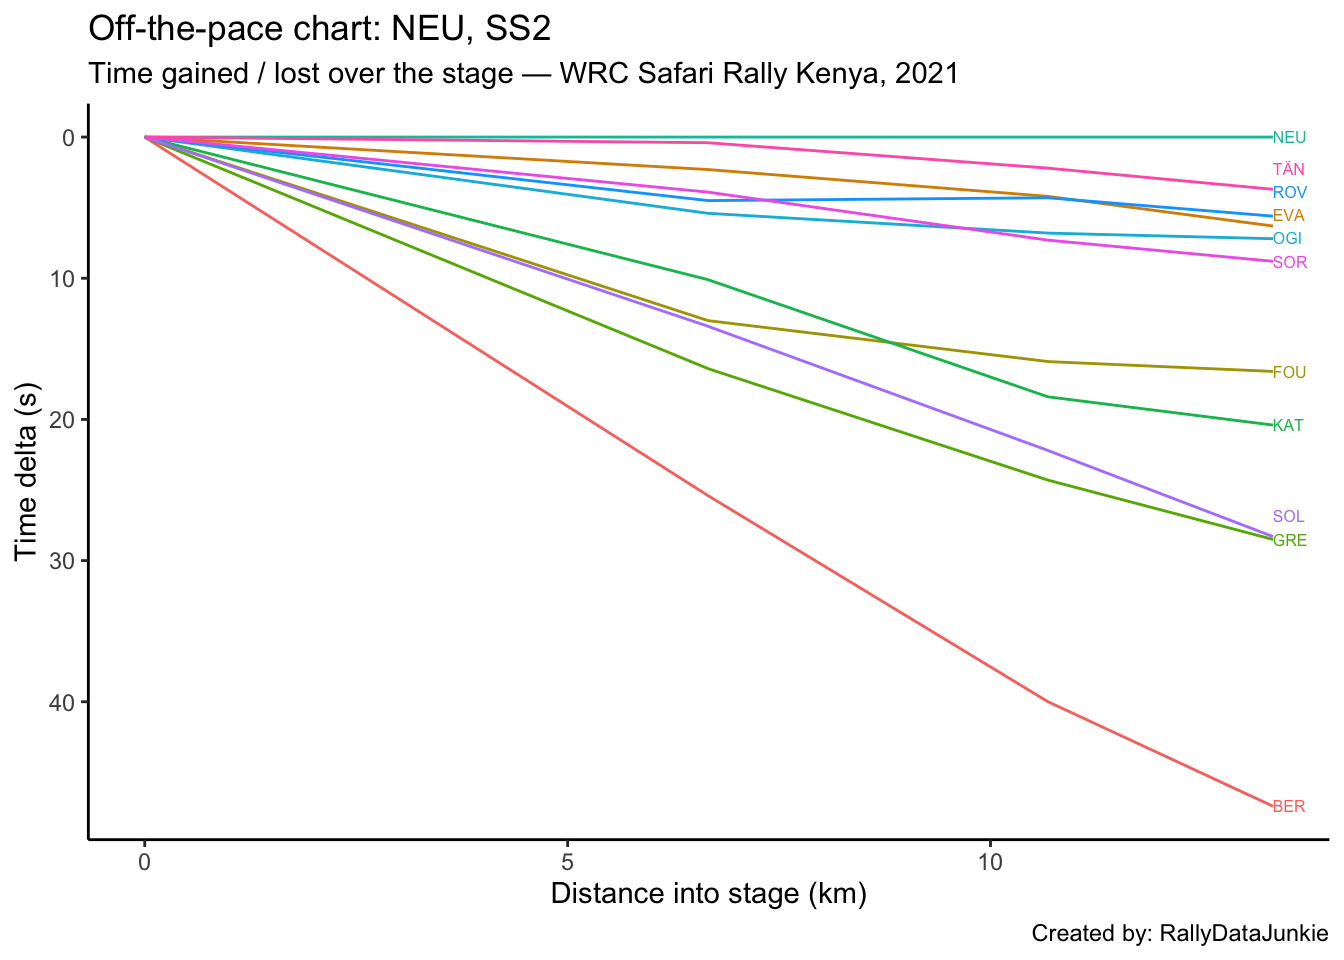 Off-the-pace chart: NEU, SS2
Time gained / lost over the stage — WRC Safari Rally Kenya, 2021
Time delta (s)
0
10
20
30
40
NEU
TÄN
ROV
EVA
OGI
SOR
FOU
KAT
SOL
GRE
BER
0 5 10
Distance into stage (km)
Created by: RallyDataJunkie